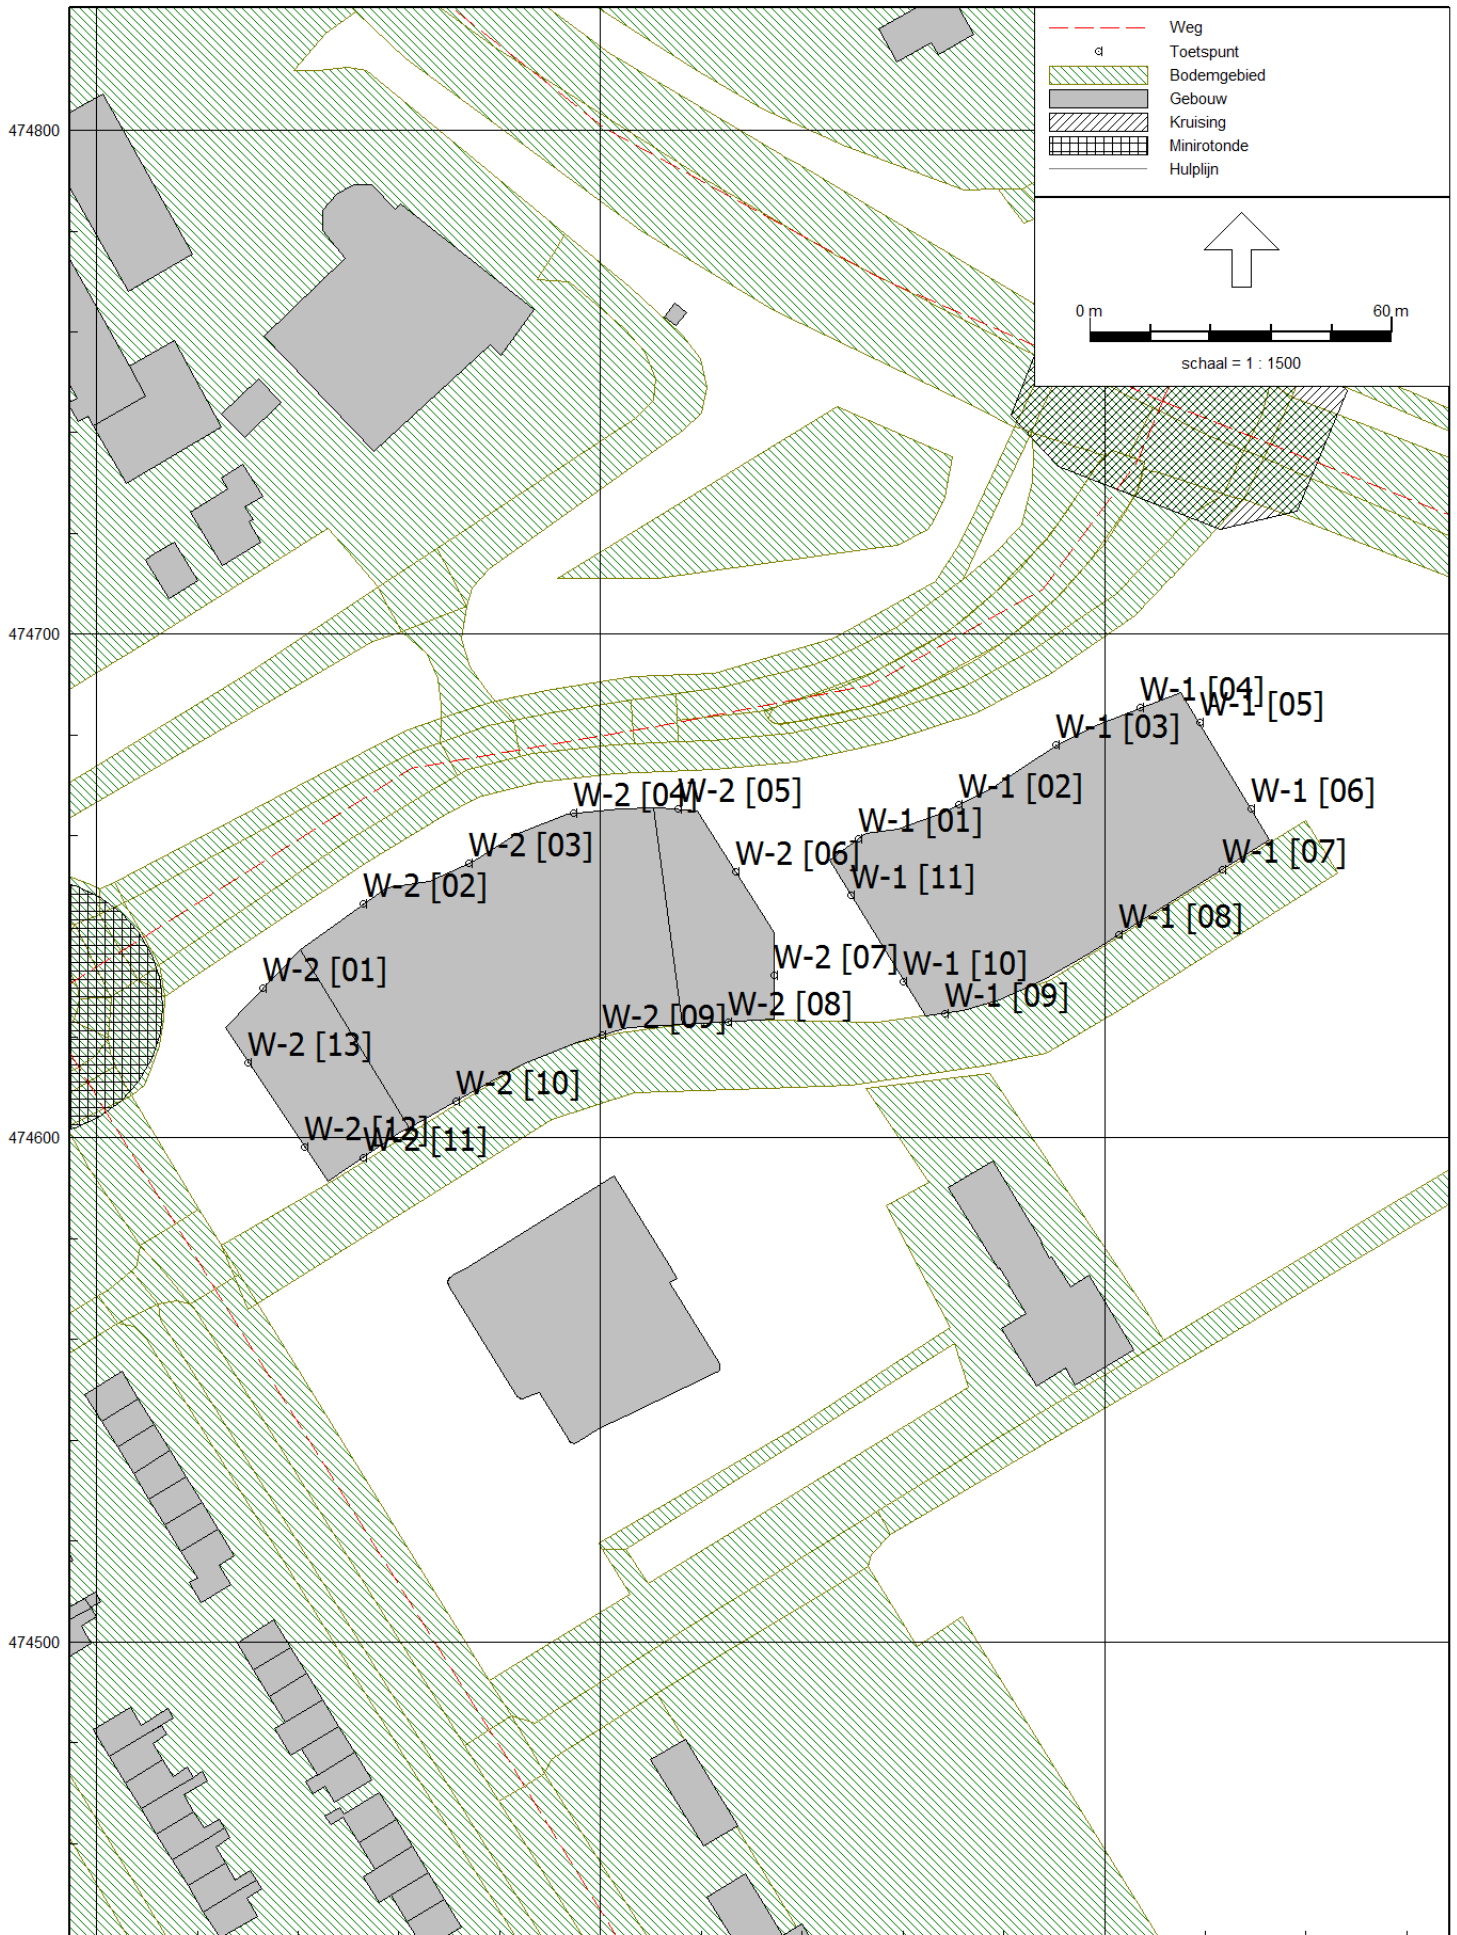 Weg
Toetspunt
Bodemgebied
Gebouw
Kruising
Minirotonde
Hulplijn
474800
0 m 60 m
schaal = 1 : 1500
474700
W-1 [04]
W-1 [05]
W-1 [03]
W-1 [02]
W-1 [06]
W-2 [04]
W-2 [05]
W-1 [01]
W-2 [03]
W-2 [06]
W-1 [07]
W-1 [11]
W-2 [02]
W-1 [08]
W-2 [01]
W-2 [07]
W-1 [10]
W-1 [09]
W-2 [08]
W-2 [09]
W-2 [13]
W-2 [10]
474600
W-2 [12]
W-2 [11]
474500